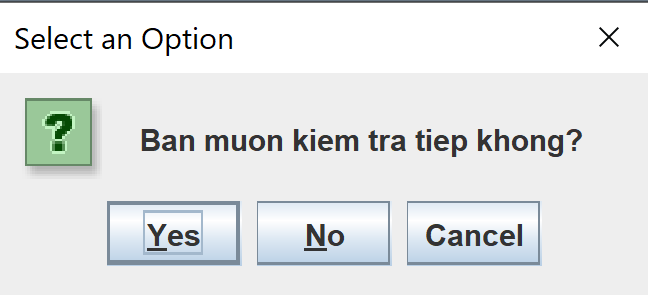 Select an Option
Ban muon kiem tra tiep khong?
Yes No Cancel